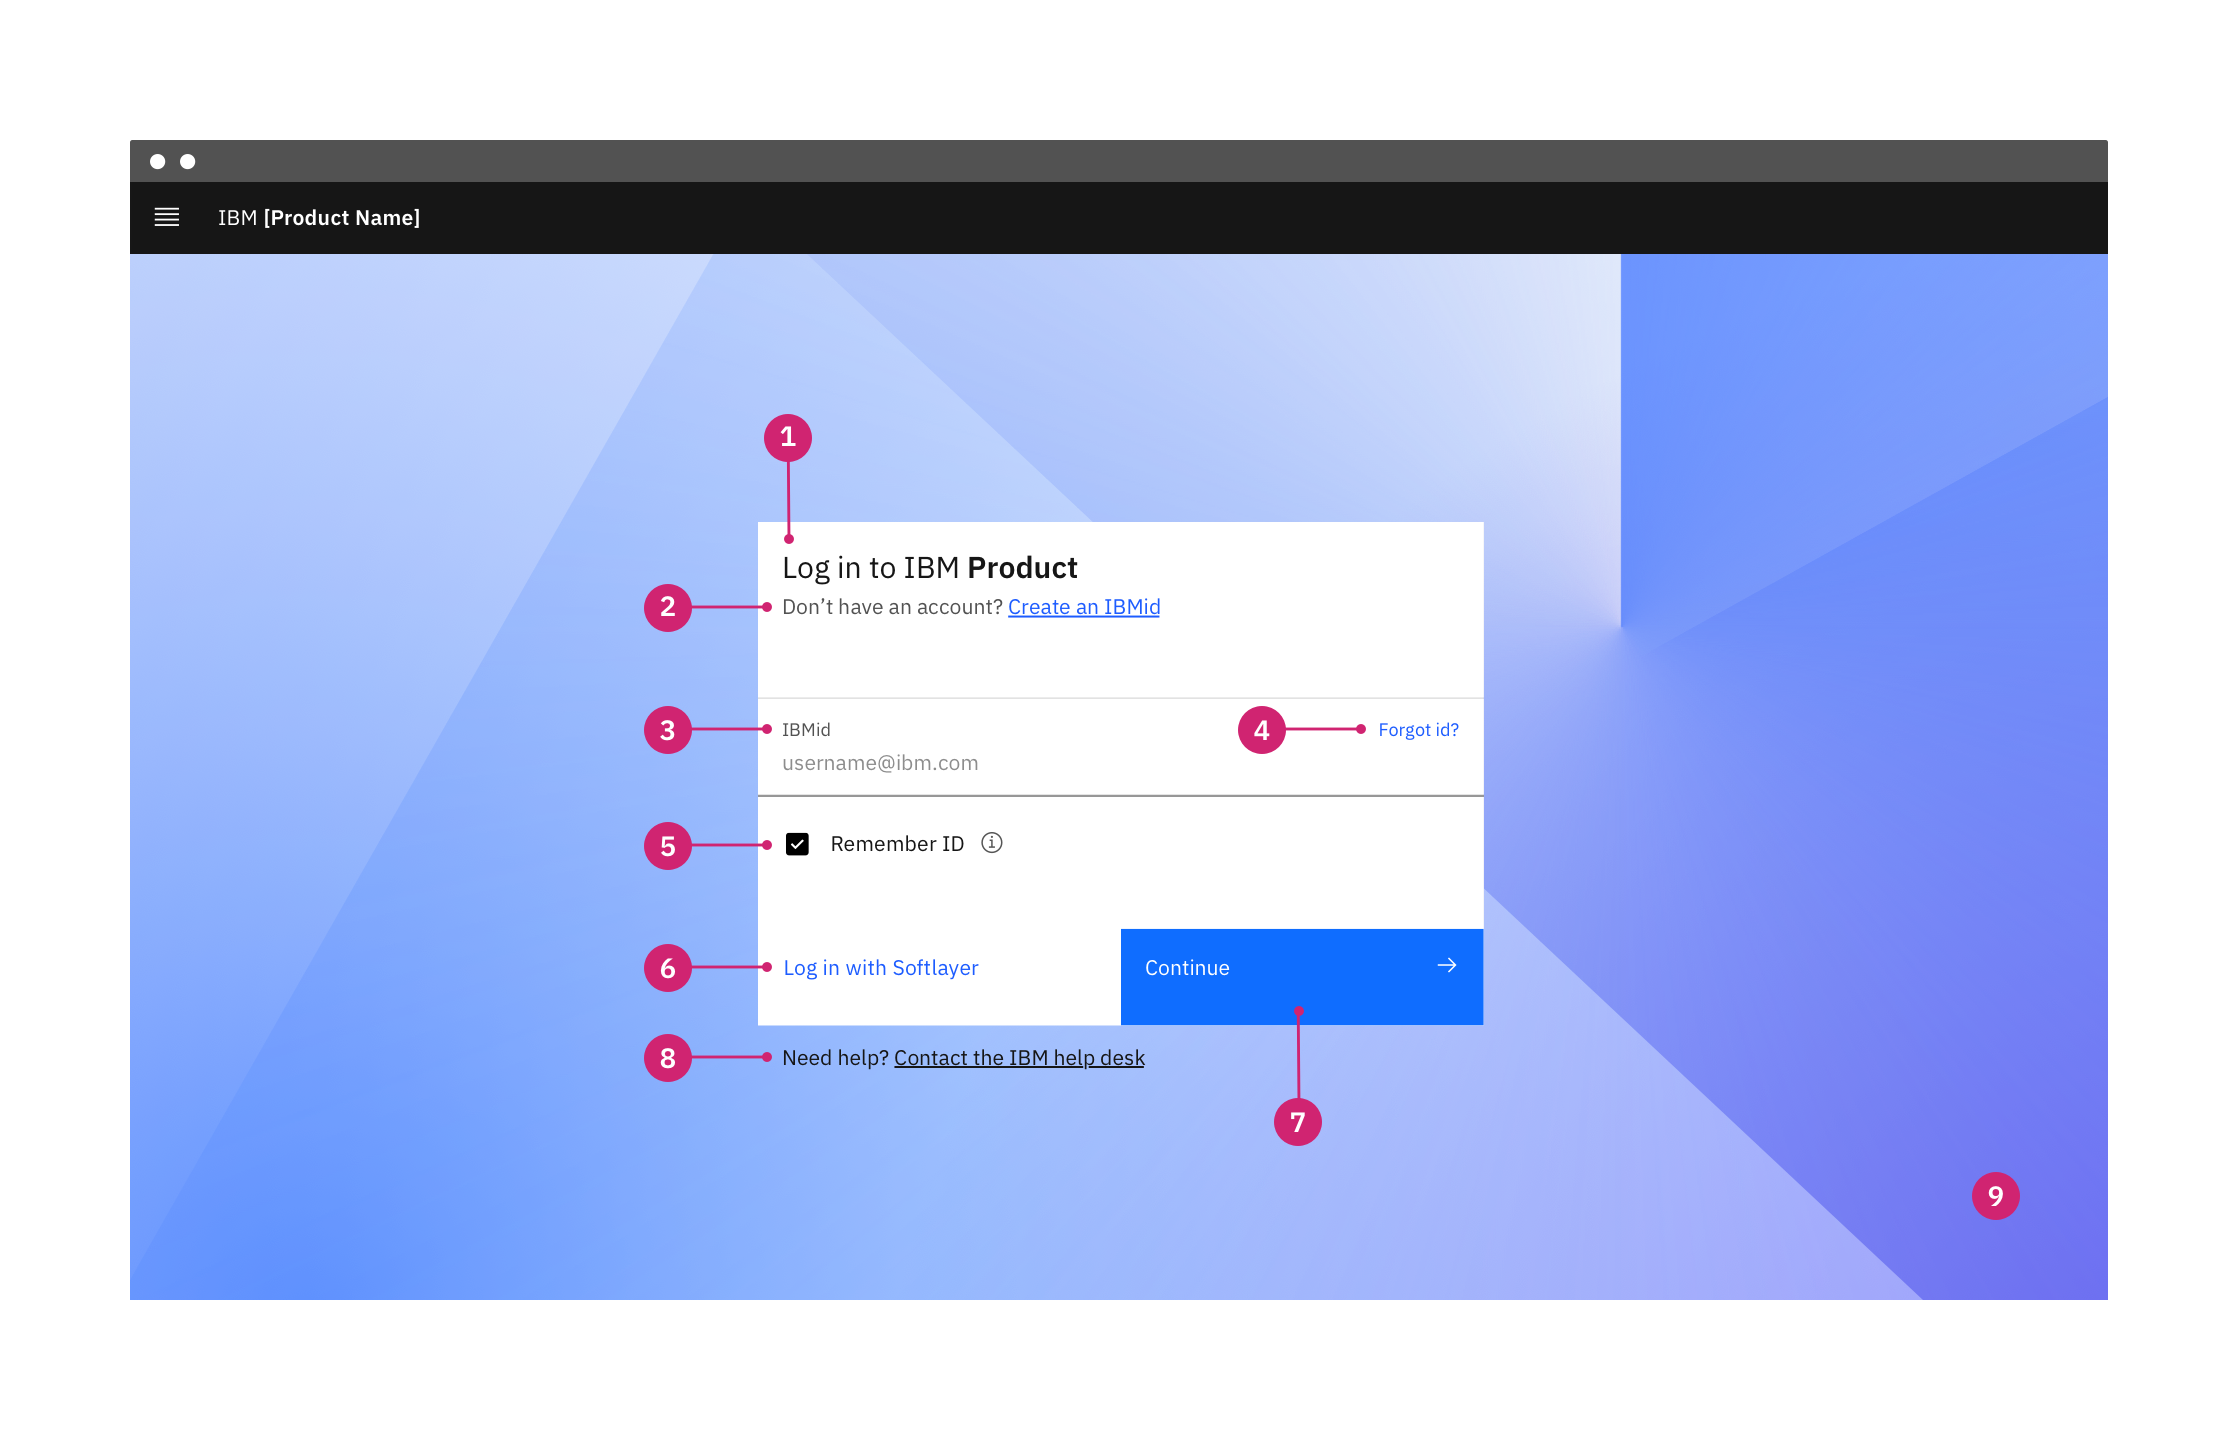 IBM [Product Name]
1
Log in to IBM Product
2
Don’t have an account? Create an IBMid
3
IBMid
4
Forgot id?
username@ibm.com
5
Remember ID
6
Log in with Softlayer
Continue
8
Need help? Contact the IBM help desk
7
9